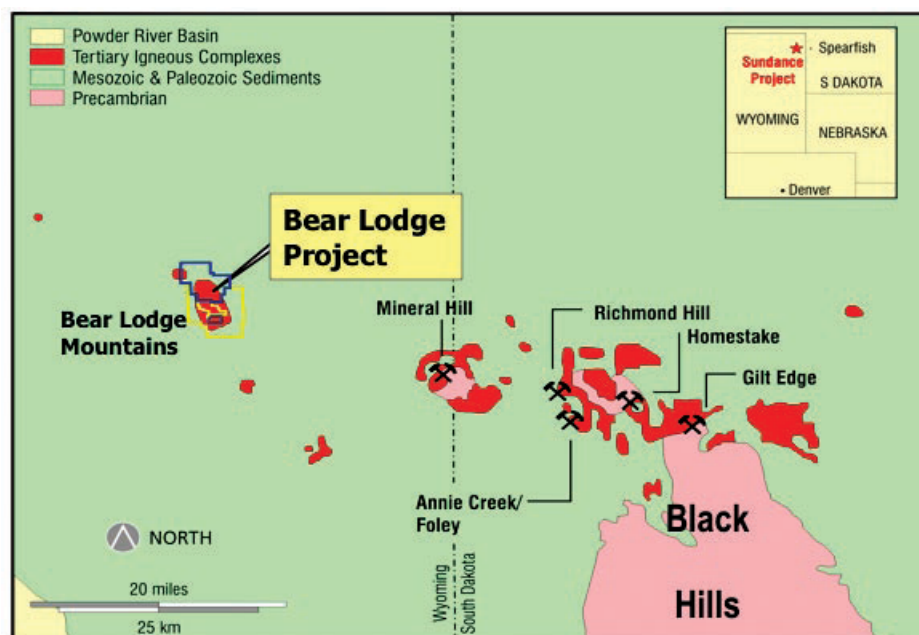 Powder River Basin
Tertiary Igneous Complexes
Mesozoic & Paleozoic Sediments
Precambrian
Spearfish
Sundance
Project
S DAKOTA
WYOMING
NEBRASKA
Denver
Bear Lodge
Project
Bear Lodge
Mountains
Mineral Hill
Richmond Hill
Homestake
Gilt Edge
Annie Creek/
Foley
Black
Hills
NORTH
20 miles
25 km
Wyoming
South Dakota